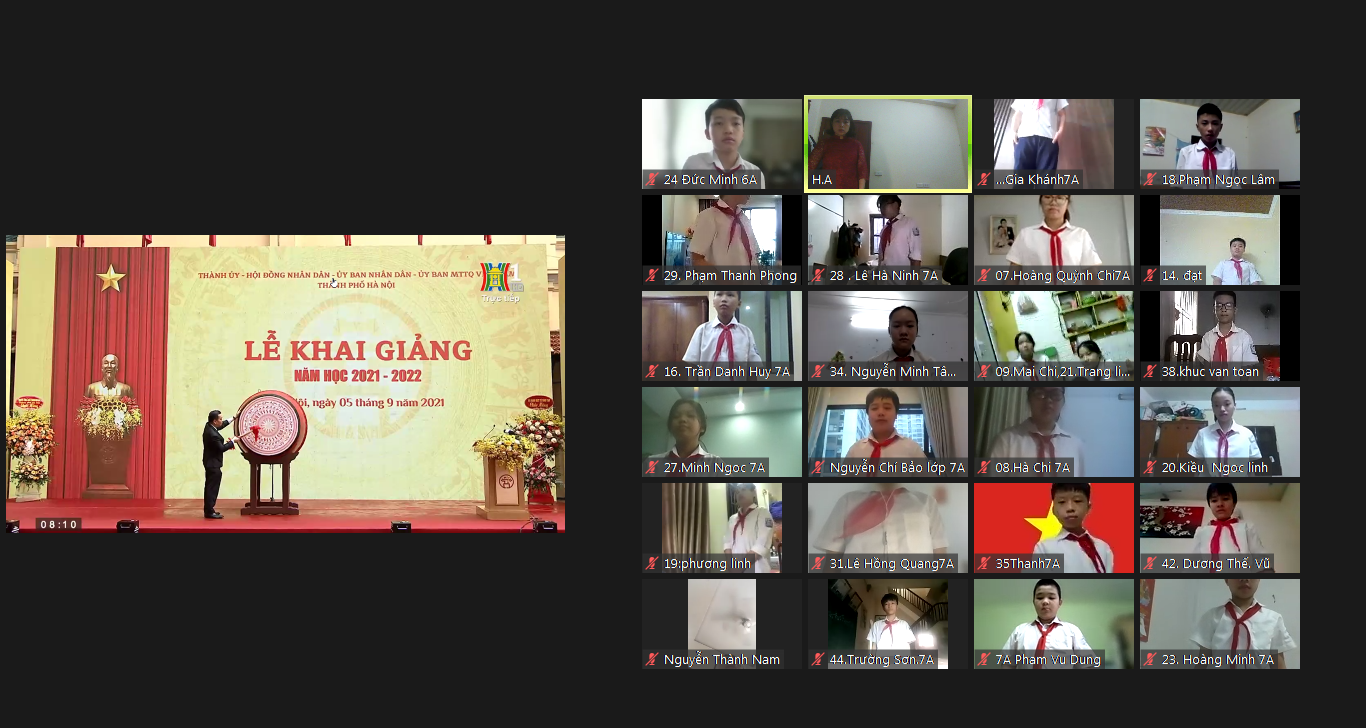 THÀNH ỦY - HỘI ĐỒNG NHÂN DÂN - ỦY BAN NHÂN DÂN - ỦY BAN MTTQ V
THÀNH PHỐ HÀ NỘI
Trực tiếp
LỄ KHAI GIẢNG
NĂM HỌC 2021 - 2022
ội, ngày 05 tháng 9 năm 2021
08:10
24 Đức Minh 6A
H.A
...Gia Khánh7A
18.Phạm Ngọc Lâm
29. Phạm Thanh Phong
28 . Lê Hà Ninh 7A
07.Hoàng Quỳnh Chi7A
14. đạt
16. Trần Danh Huy 7A
34. Nguyễn Minh Tâ...
09.Mai Chi,21.Trang li...
38.khuc van toan
27.Minh Ngọc 7A
Nguyễn Chí Bảo lớp 7A
08.Hà Chi 7A
20.Kiều Ngọc linh
19:phương linh
31.Lê Hồng Quang7A
35Thanh7A
42. Dương Thế. Vũ
Nguyễn Thành Nam
44.Trường Sơn.7A
7A Phạm Vu Dung
23. Hoàng Minh 7A